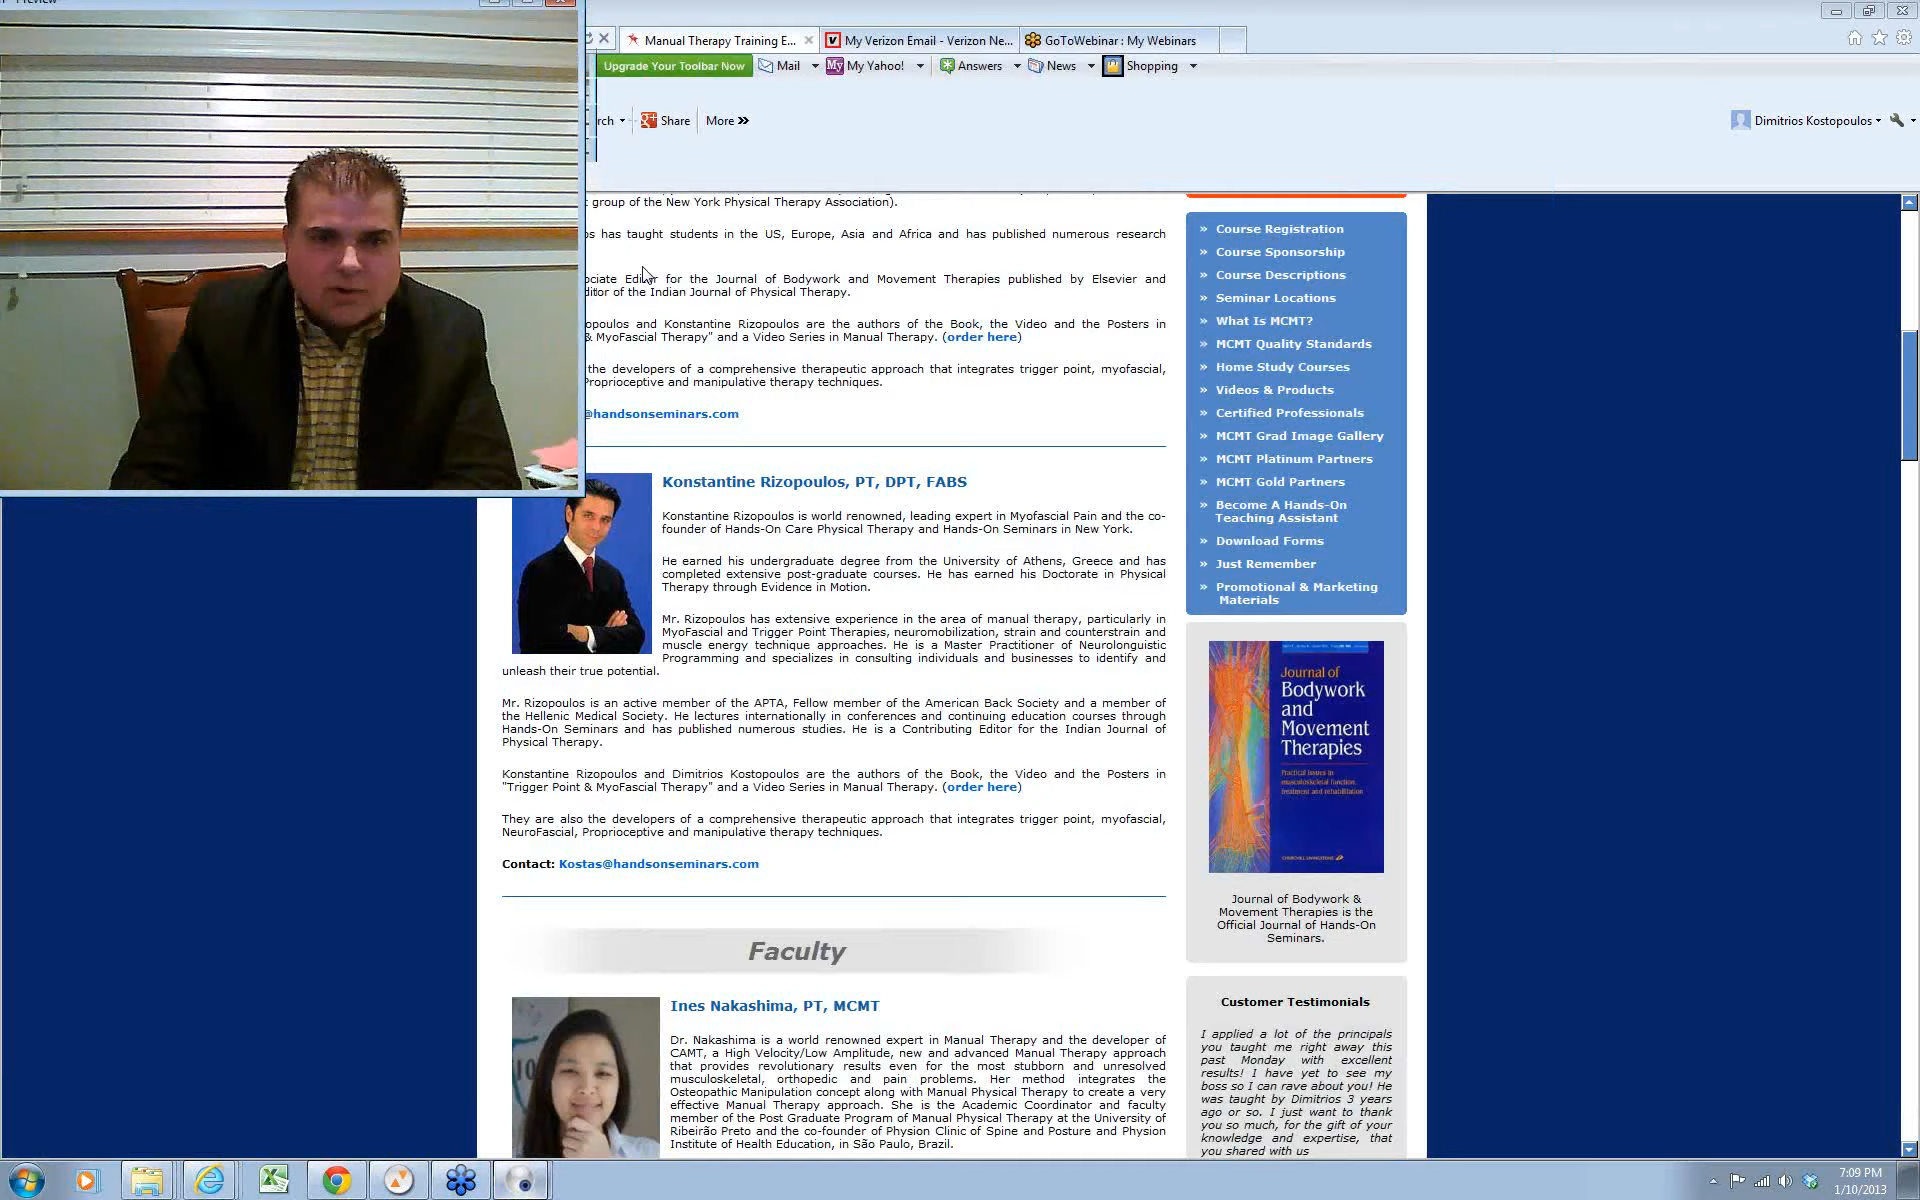 Preview
Manual Therapy Training E...
My Verizon Email - Verizon Ne...
GoToWebinar : My Webinars
Upgrade Your Toolbar Now
Mail
My Yahoo!
Answers
News
Shopping
rch
Share
More »
Dimitrios Kostopoulos
group of the New York Physical Therapy Association).
os has taught students in the US, Europe, Asia and Africa and has published numerous research
ociate Editor for the Journal of Bodywork and Movement Therapies published by Elsevier and
ditor of the Indian Journal of Physical Therapy.
opoulos and Konstantine Rizopoulos are the authors of the Book, the Video and the Posters in
& MyoFascial Therapy" and a Video Series in Manual Therapy. (order here)
the developers of a comprehensive therapeutic approach that integrates trigger point, myofascial,
Proprioceptive and manipulative therapy techniques.
@handsonseminars.com
Konstantine Rizopoulos, PT, DPT, FABS
Konstantine Rizopoulos is world renowned, leading expert in Myofascial Pain and the co-
founder of Hands-On Care Physical Therapy and Hands-On Seminars in New York.
He earned his undergraduate degree from the University of Athens, Greece and has
completed extensive post-graduate courses. He has earned his Doctorate in Physical
Therapy through Evidence in Motion.
Mr. Rizopoulos has extensive experience in the area of manual therapy, particularly in
MyoFascial and Trigger Point Therapies, neuromobilization, strain and counterstrain and
muscle energy technique approaches. He is a Master Practitioner of Neurolonguistic
Programming and specializes in consulting individuals and businesses to identify and
unleash their true potential.
Mr. Rizopoulos is an active member of the APTA, Fellow member of the American Back Society and a member of
the Hellenic Medical Society. He lectures internationally in conferences and continuing education courses through
Hands-On Seminars and has published numerous studies. He is a Contributing Editor for the Indian Journal of
Physical Therapy.
Konstantine Rizopoulos and Dimitrios Kostopoulos are the authors of the Book, the Video and the Posters in
"Trigger Point & MyoFascial Therapy" and a Video Series in Manual Therapy. (order here)
They are also the developers of a comprehensive therapeutic approach that integrates trigger point, myofascial,
NeuroFascial, Proprioceptive and manipulative therapy techniques.
Contact: Kostas@handsonseminars.com
Faculty
Ines Nakashima, PT, MCMT
Dr. Nakashima is a world renowned expert in Manual Therapy and the developer of
CAMT, a High Velocity/Low Amplitude, new and advanced Manual Therapy approach
that provides revolutionary results even for the most stubborn and unresolved
musculoskeletal, orthopedic and pain problems. Her method integrates the
Osteopathic Manipulation concept along with Manual Physical Therapy to create a very
effective Manual Therapy approach. She is the Academic Coordinator and faculty
member of the Post Graduate Program of Manual Physical Therapy at the University of
Ribeirão Preto and the co-founder of Physion Clinic of Spine and Posture and Physion
Institute of Health Education, in São Paulo, Brazil.
» Course Registration
» Course Sponsorship
» Course Descriptions
» Seminar Locations
» What Is MCMT?
» MCMT Quality Standards
» Home Study Courses
» Videos & Products
» Certified Professionals
» MCMT Grad Image Gallery
» MCMT Platinum Partners
» MCMT Gold Partners
» Become A Hands-On
Teaching Assistant
» Download Forms
» Just Remember
» Promotional & Marketing
Materials
Journal of
Bodywork
and
Movement
Therapies
Practical issues in
musculoskeletal function,
treatment and rehabilitation
CHURCHILL LIVINGSTONE
Journal of Bodywork &
Movement Therapies is the
Official Journal of Hands-On
Seminars.
Customer Testimonials
I applied a lot of the principals
you taught me right away this
past Monday with excellent
results! I have yet to see my
boss so I can rave about you! He
was taught by Dimitrios 3 years
ago or so. I just want to thank
you so much, for the gift of your
knowledge and expertise, that
you shared with us
7:09 PM
1/10/2013